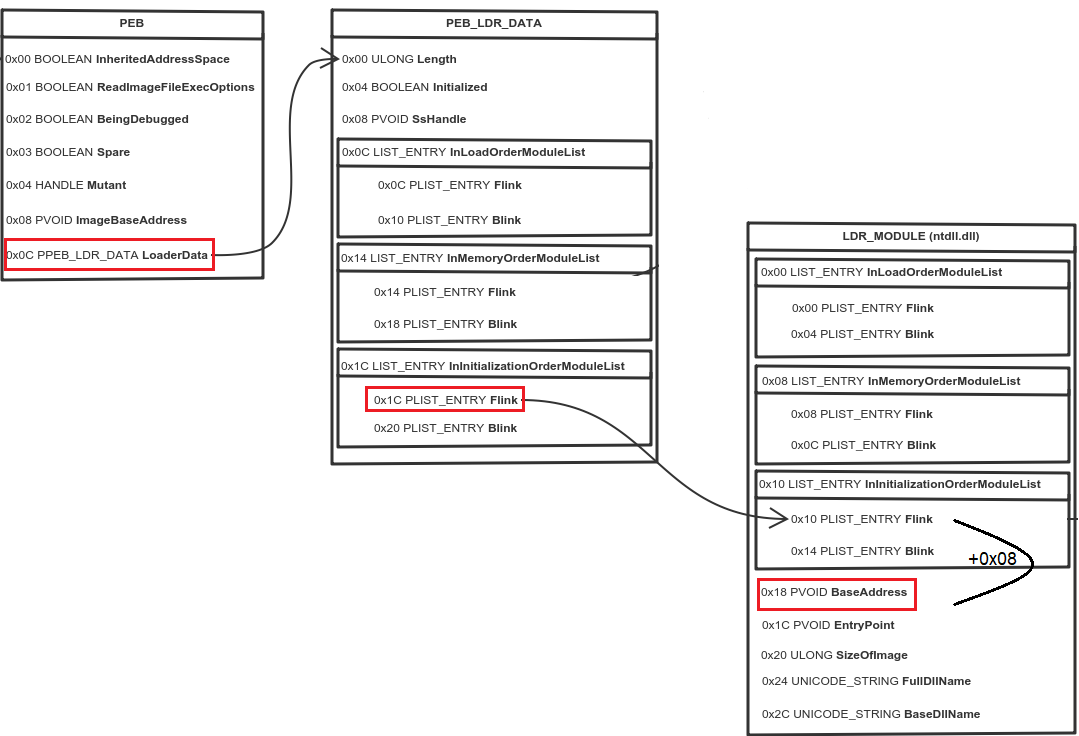 PEB
0x00 BOOLEAN InheritedAddressSpace
0x01 BOOLEAN ReadImageFileExecOptions
0x02 BOOLEAN BeingDebugged
0x03 BOOLEAN Spare
0x04 HANDLE Mutant
0x08 PVOID ImageBaseAddress
0x0C PPEB_LDR_DATA LoaderData
PEB_LDR_DATA
0x00 ULONG Length
0x04 BOOLEAN Initialized
0x08 PVOID SsHandle
0x0C LIST_ENTRY InLoadOrderModuleList
0x0C PLIST_ENTRY Flink
0x10 PLIST_ENTRY Blink
0x14 LIST_ENTRY InMemoryOrderModuleList
0x14 PLIST_ENTRY Flink
0x18 PLIST_ENTRY Blink
0x1C LIST_ENTRY InInitializationOrderModuleList
0x1C PLIST_ENTRY Flink
0x20 PLIST_ENTRY Blink
LDR_MODULE (ntdll.dll)
0x00 LIST_ENTRY InLoadOrderModuleList
0x00 PLIST_ENTRY Flink
0x04 PLIST_ENTRY Blink
0x08 LIST_ENTRY InMemoryOrderModuleList
0x08 PLIST_ENTRY Flink
0x0C PLIST_ENTRY Blink
0x10 LIST_ENTRY InInitializationOrderModuleList
0x10 PLIST_ENTRY Flink
0x14 PLIST_ENTRY Blink
+0x08
0x18 PVOID BaseAddress
0x1C PVOID EntryPoint
0x20 ULONG SizeOfImage
0x24 UNICODE_STRING FullDllName
0x2C UNICODE_STRING BaseDllName